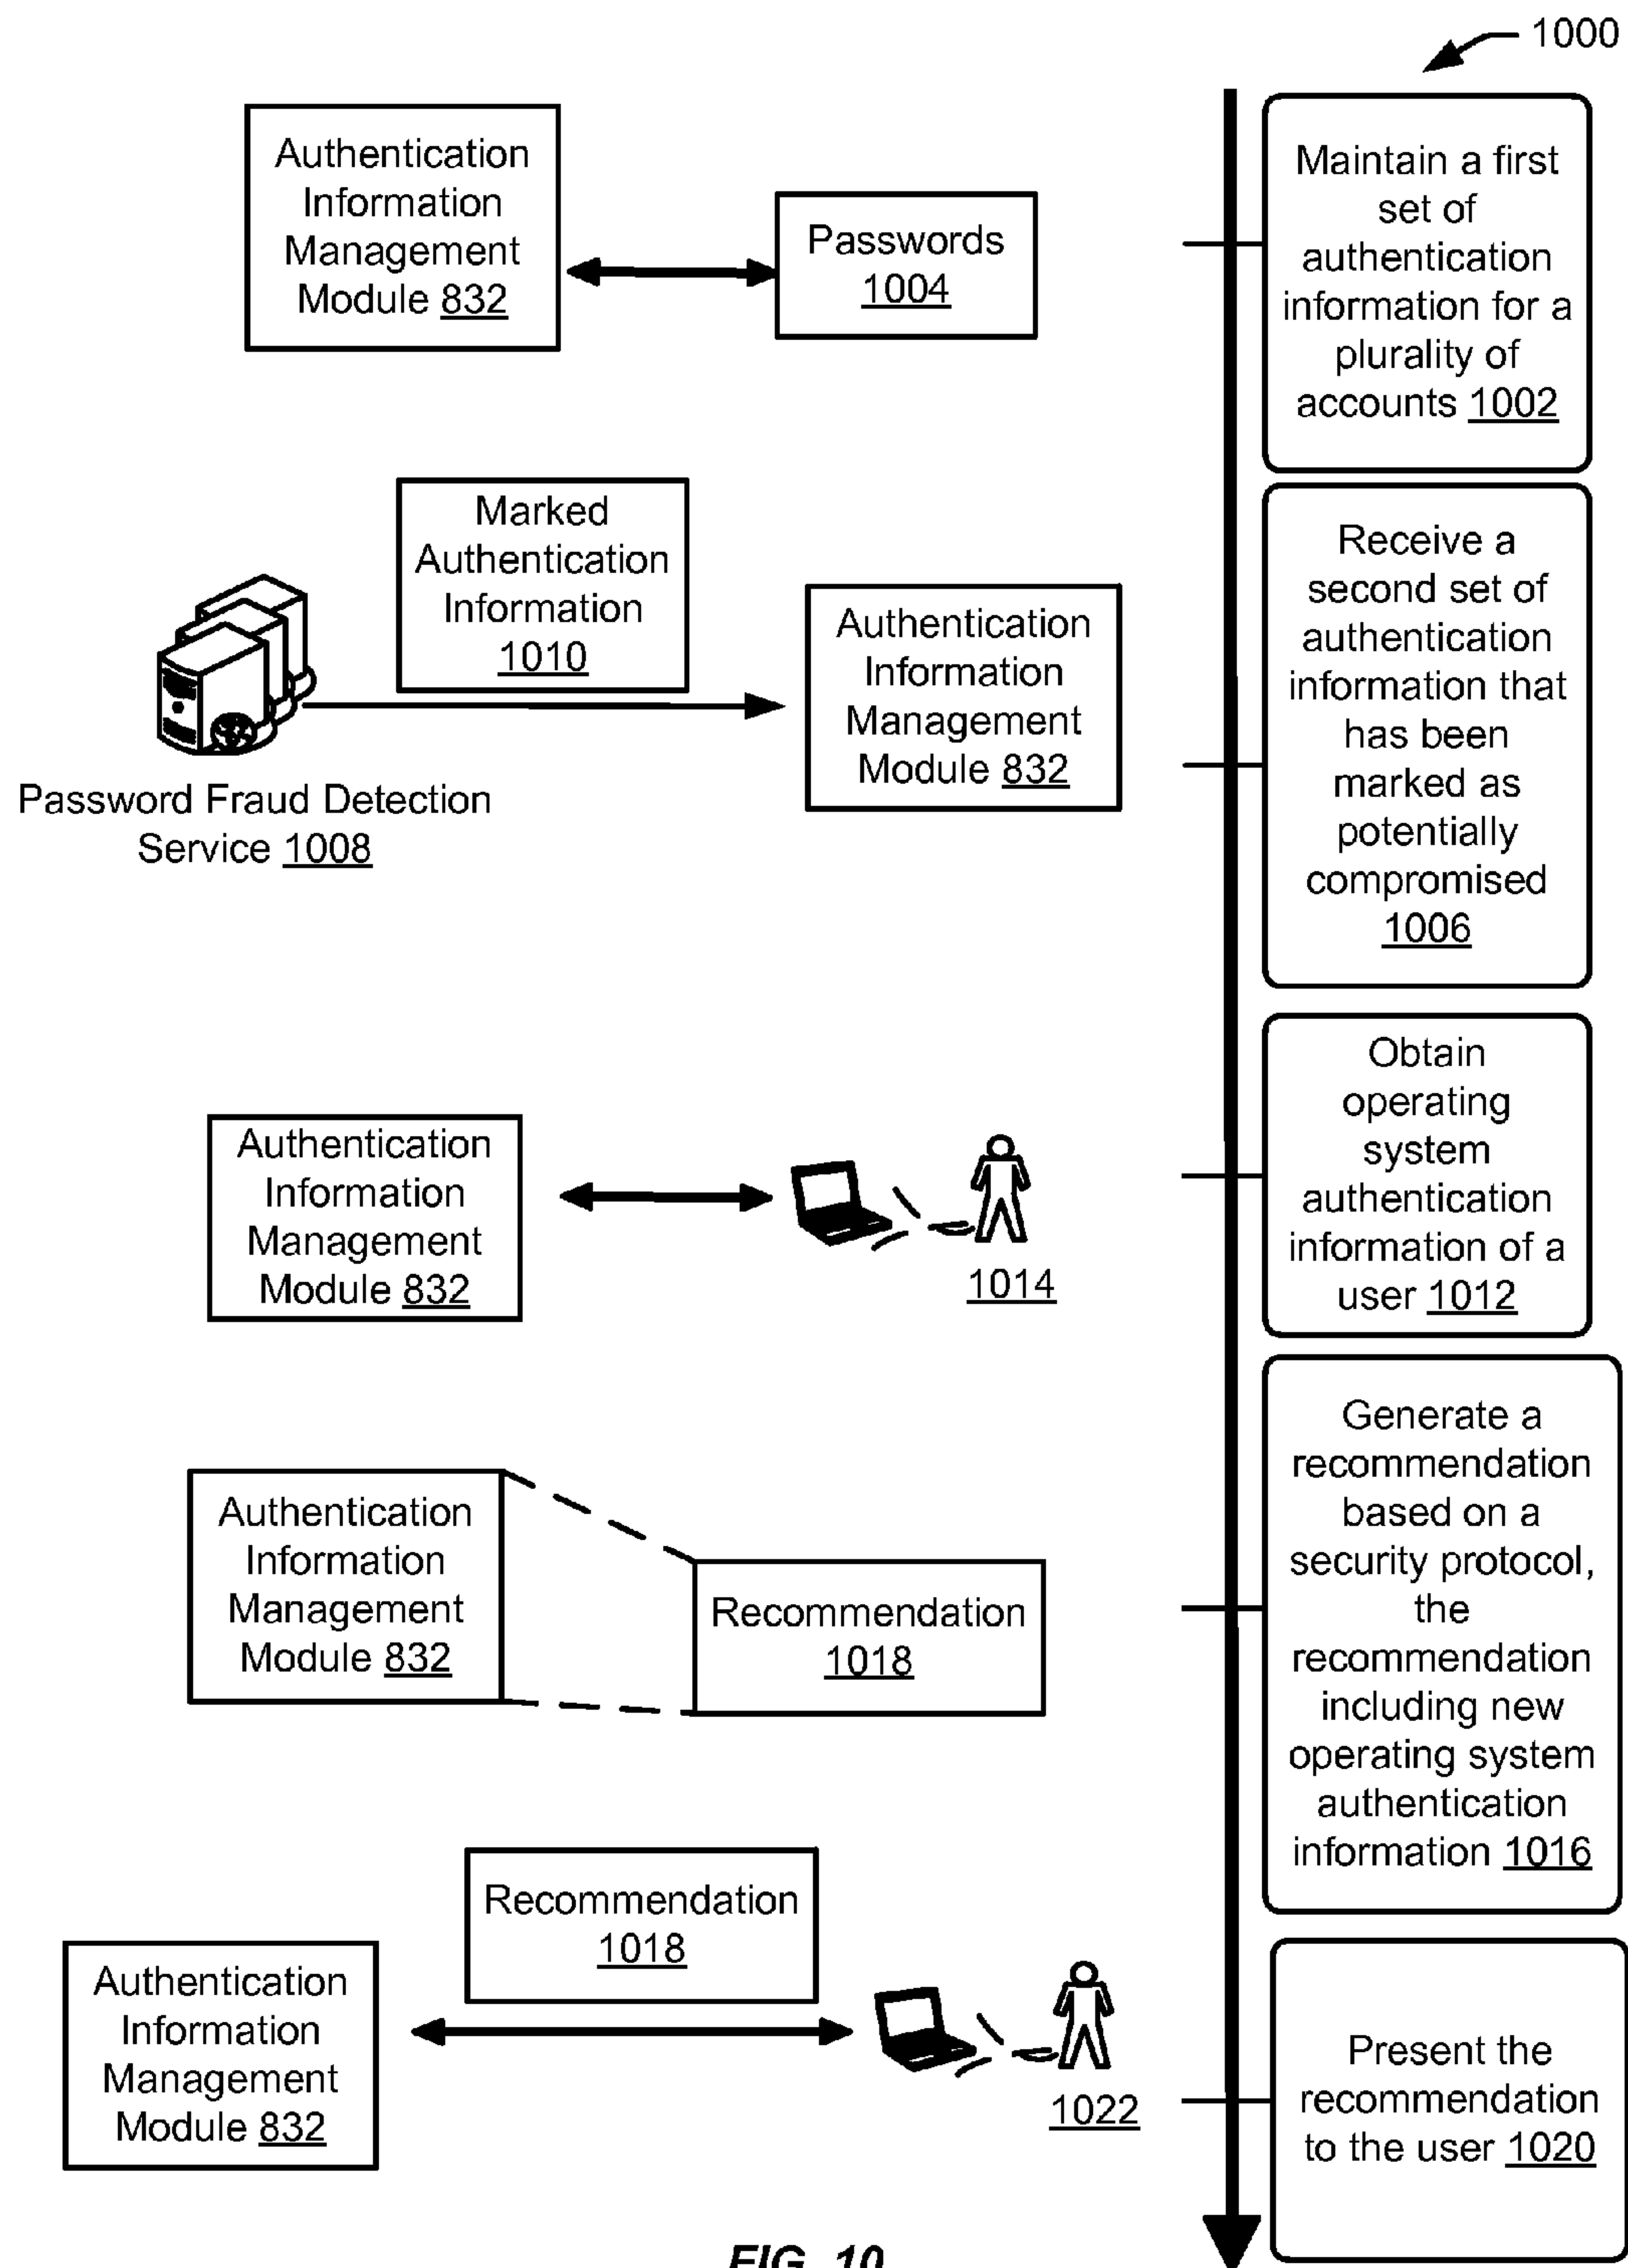 1000
Authentication
Information
Management
Module 832
Passwords
1004
Maintain a first
set of
authentication
information for a
plurality of
accounts 1002
Marked
Authentication
Information
1010
Password Fraud Detection
Service 1008
Authentication
Information
Management
Module 832
Receive a
second set of
authentication
information that
has been
marked as
potentially
compromised
1006
Authentication
Information
Management
Module 832
1014
Obtain
operating
system
authentication
information of a
user 1012
Authentication
Information
Management
Module 832
Recommendation
1018
Generate a
recommendation
based on a
security protocol,
the
recommendation
including new
operating system
authentication
information 1016
Authentication
Information
Management
Module 832
Recommendation
1018
1022
Present the
recommendation
to the user 1020
FIG. 10